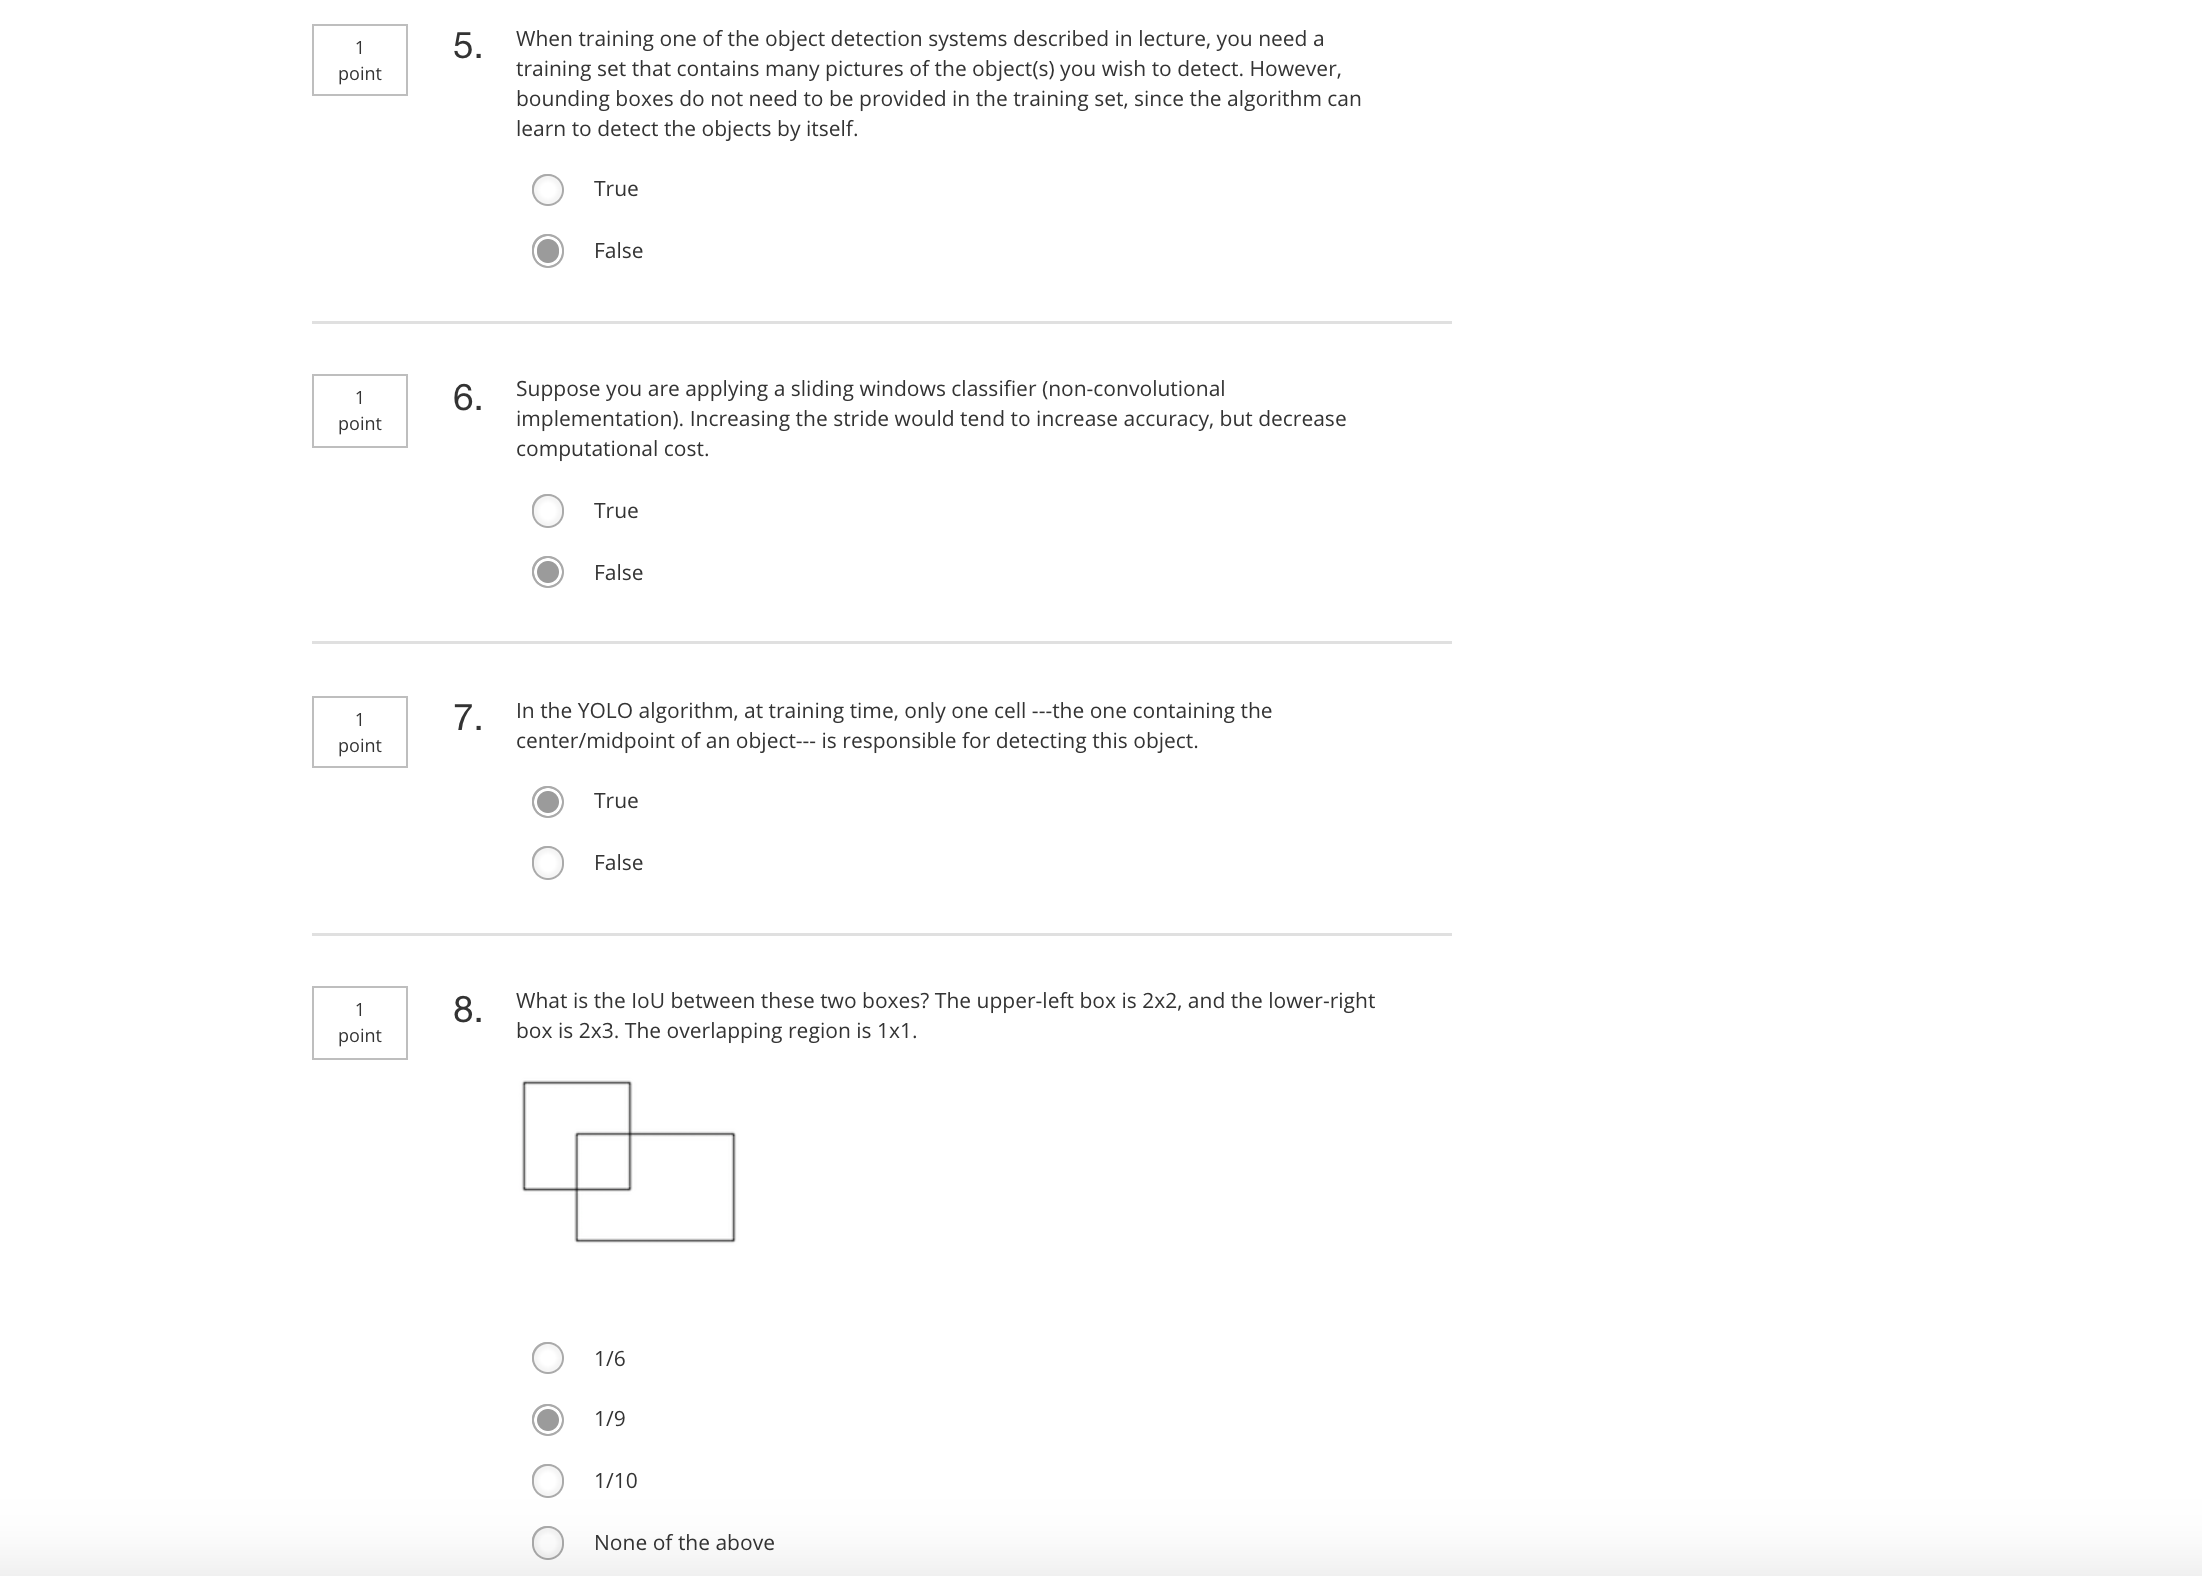 1
point
5.
When training one of the object detection systems described in lecture, you need a
training set that contains many pictures of the object(s) you wish to detect. However,
bounding boxes do not need to be provided in the training set, since the algorithm can
learn to detect the objects by itself.
True
False
1
point
6.
Suppose you are applying a sliding windows classifier (non-convolutional
implementation). Increasing the stride would tend to increase accuracy, but decrease
computational cost.
True
False
1
point
7.
In the YOLO algorithm, at training time, only one cell ---the one containing the
center/midpoint of an object--- is responsible for detecting this object.
True
False
1
point
8.
What is the IoU between these two boxes? The upper-left box is 2x2, and the lower-right
box is 2x3. The overlapping region is 1x1.
1/6
1/9
1/10
None of the above